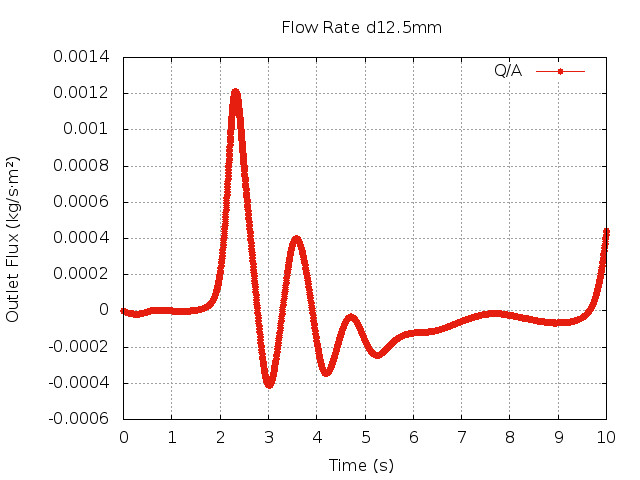 Flow Rate d12.5mm
Q/A
Outlet Flux (kg/s·m²)
0.0014
0.0012
0.001
0.0008
0.0006
0.0004
0.0002
0
-0.0002
-0.0004
-0.0006
0 1 2 3 4 5 6 7 8 9 10
Time (s)